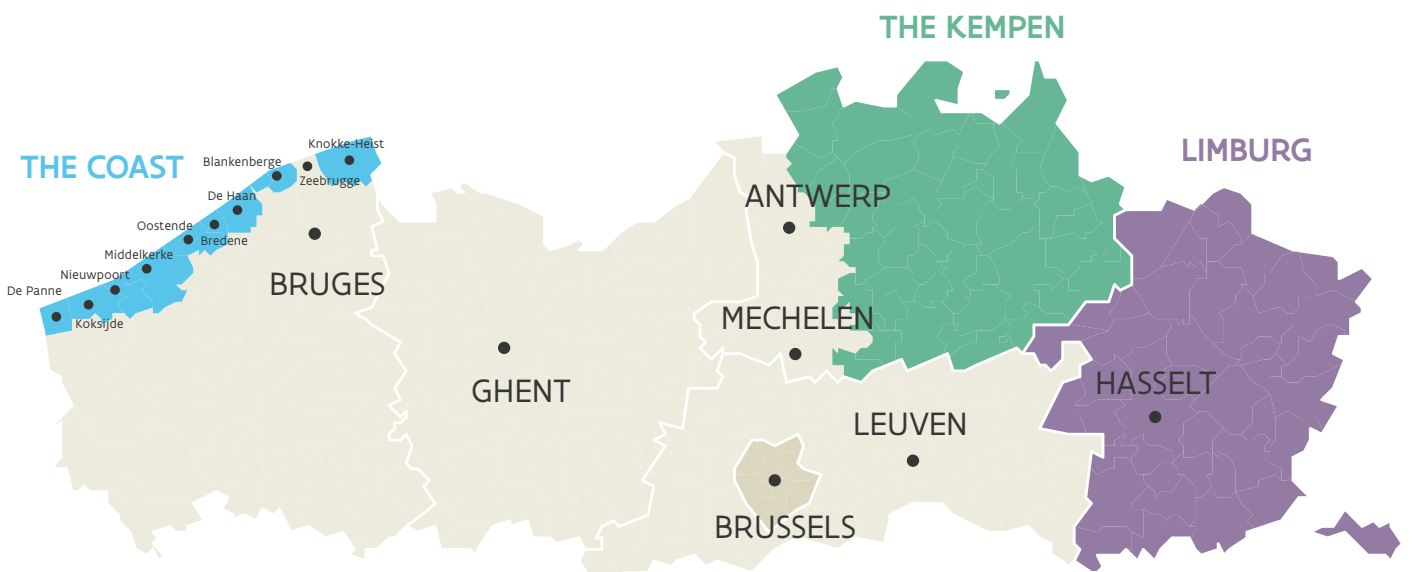 THE KEMPEN
LIMBURG
THE COAST
Knokke-Heist
Blankenberge
Zeebrugge
De Haan
Oostende
Bredene
Middelkerke
Nieuwpoort
De Panne
Koksijde
BRUGES
ANTWERP
MECHELEN
GHENT
HASSELT
LEUVEN
BRUSSELS